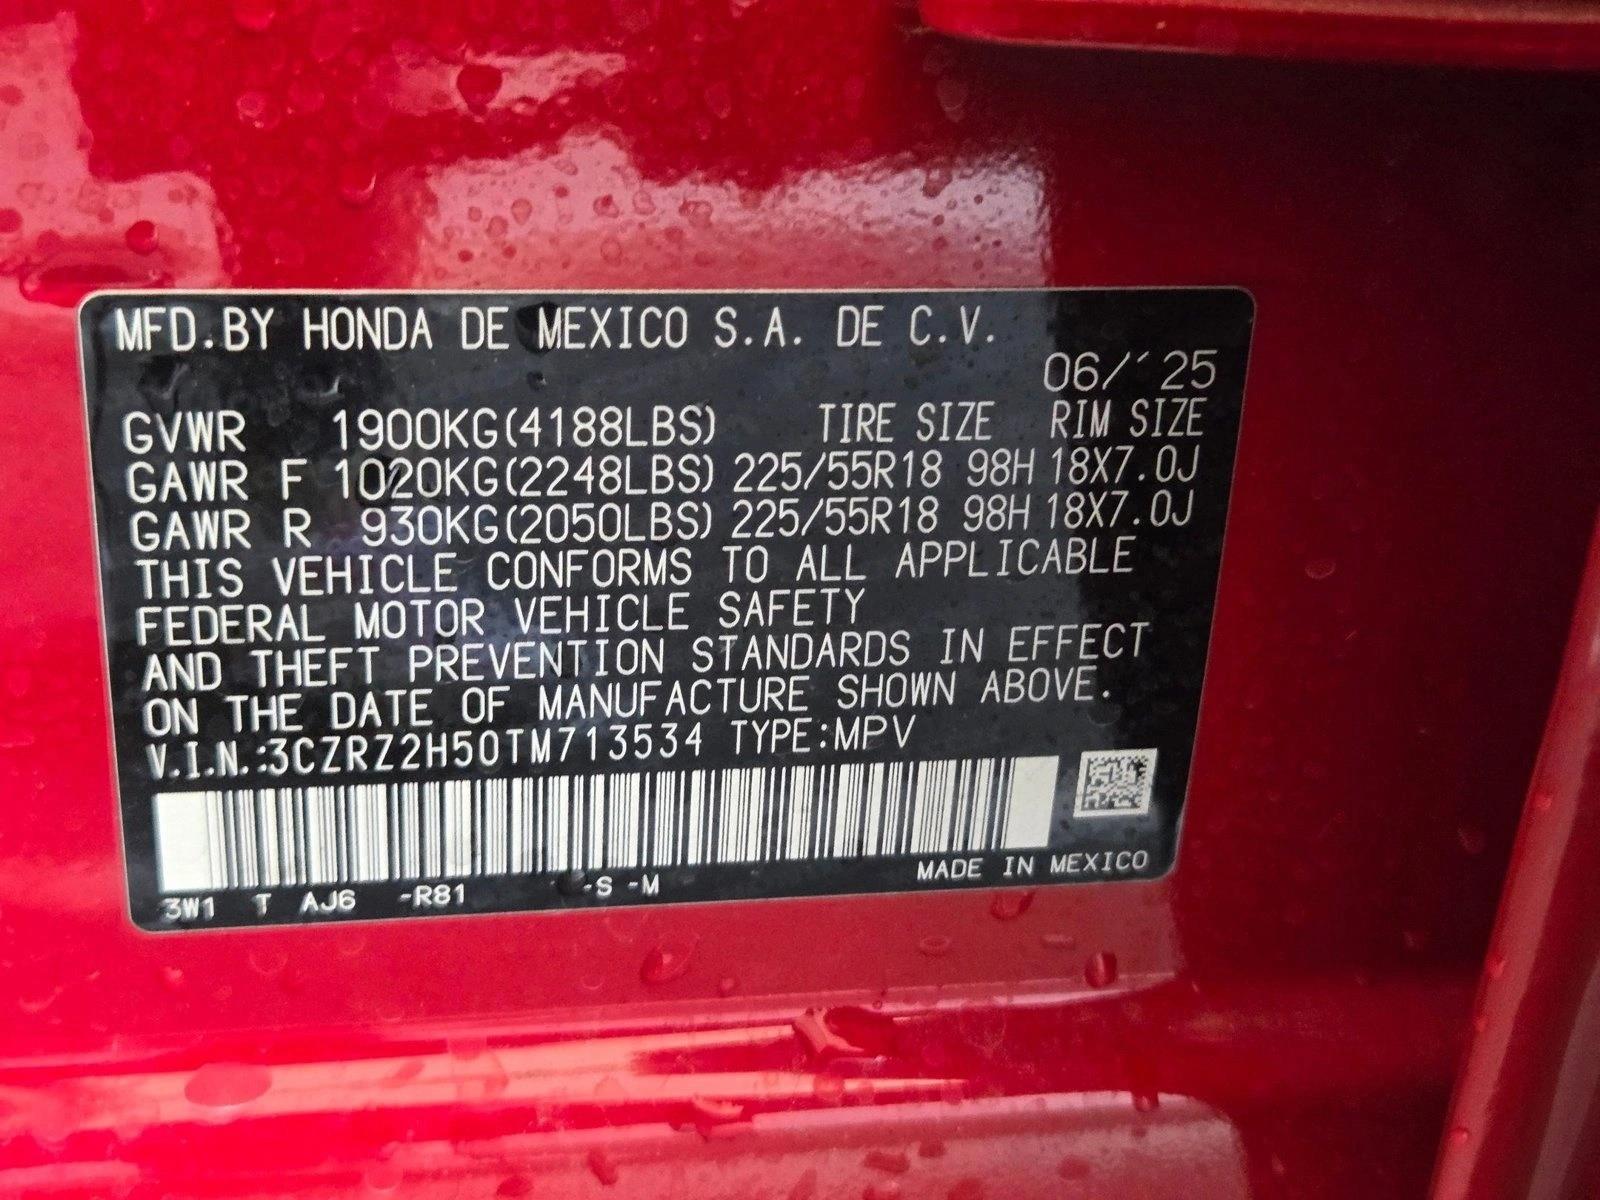 MFD.BY HONDA DE MEXICO S.A. DE C.V.
06/'25
GVWR 1900KG(4188LBS) TIRE SIZE RIM SIZE
GAWR F 1020KG(2248LBS) 225/55R18 98H 18X7.0J
GAWR R 930KG(2050LBS) 225/55R18 98H 18X7.0J
THIS VEHICLE CONFORMS TO ALL APPLICABLE
FEDERAL MOTOR VEHICLE SAFETY
AND THEFT PREVENTION STANDARDS IN EFFECT
ON THE DATE OF MANUFACTURE SHOWN ABOVE.
V.I.N.:3CZRZ2H50TM713534 TYPE:MPV
MADE IN MEXICO
3W1 T AJ6 -R81 -S -M